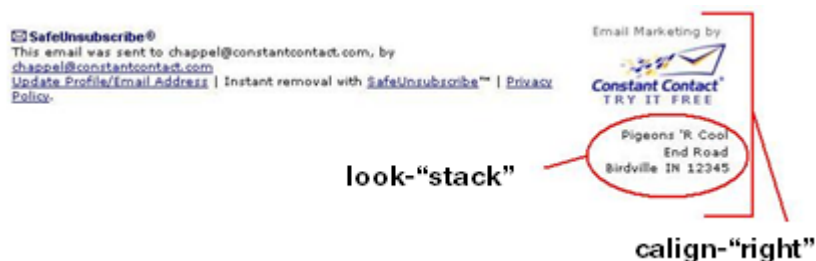 SafeUnsubscribe®
This email was sent to chappel@constantcontact.com, by
chappel@constantcontact.com
Update Profile/Email Address | Instant removal with SafeUnsubscribe™ | Privacy
Policy.
Email Marketing by
Constant Contact®
TRY IT FREE
Pigeons 'R Cool
End Road
Birdville IN 12345
look-“stack”
calign-“right”